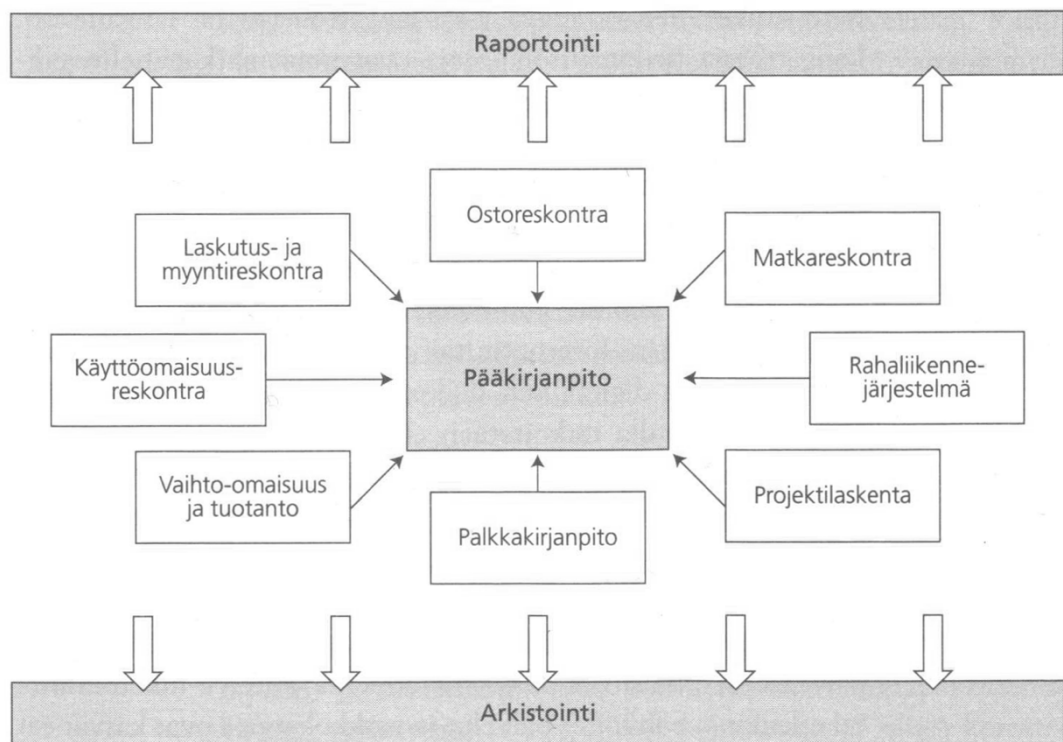 Raportointi
Ostoreskontra
Laskutus- ja
myyntireskontra
Matkareskontra
Käyttöomaisuus-
reskontra
Pääkirjanpito
Rahaliikenne-
järjestelmä
Vaihto-omaisuus
ja tuotanto
Palkkakirjanpito
Projektilaskenta
Arkistointi